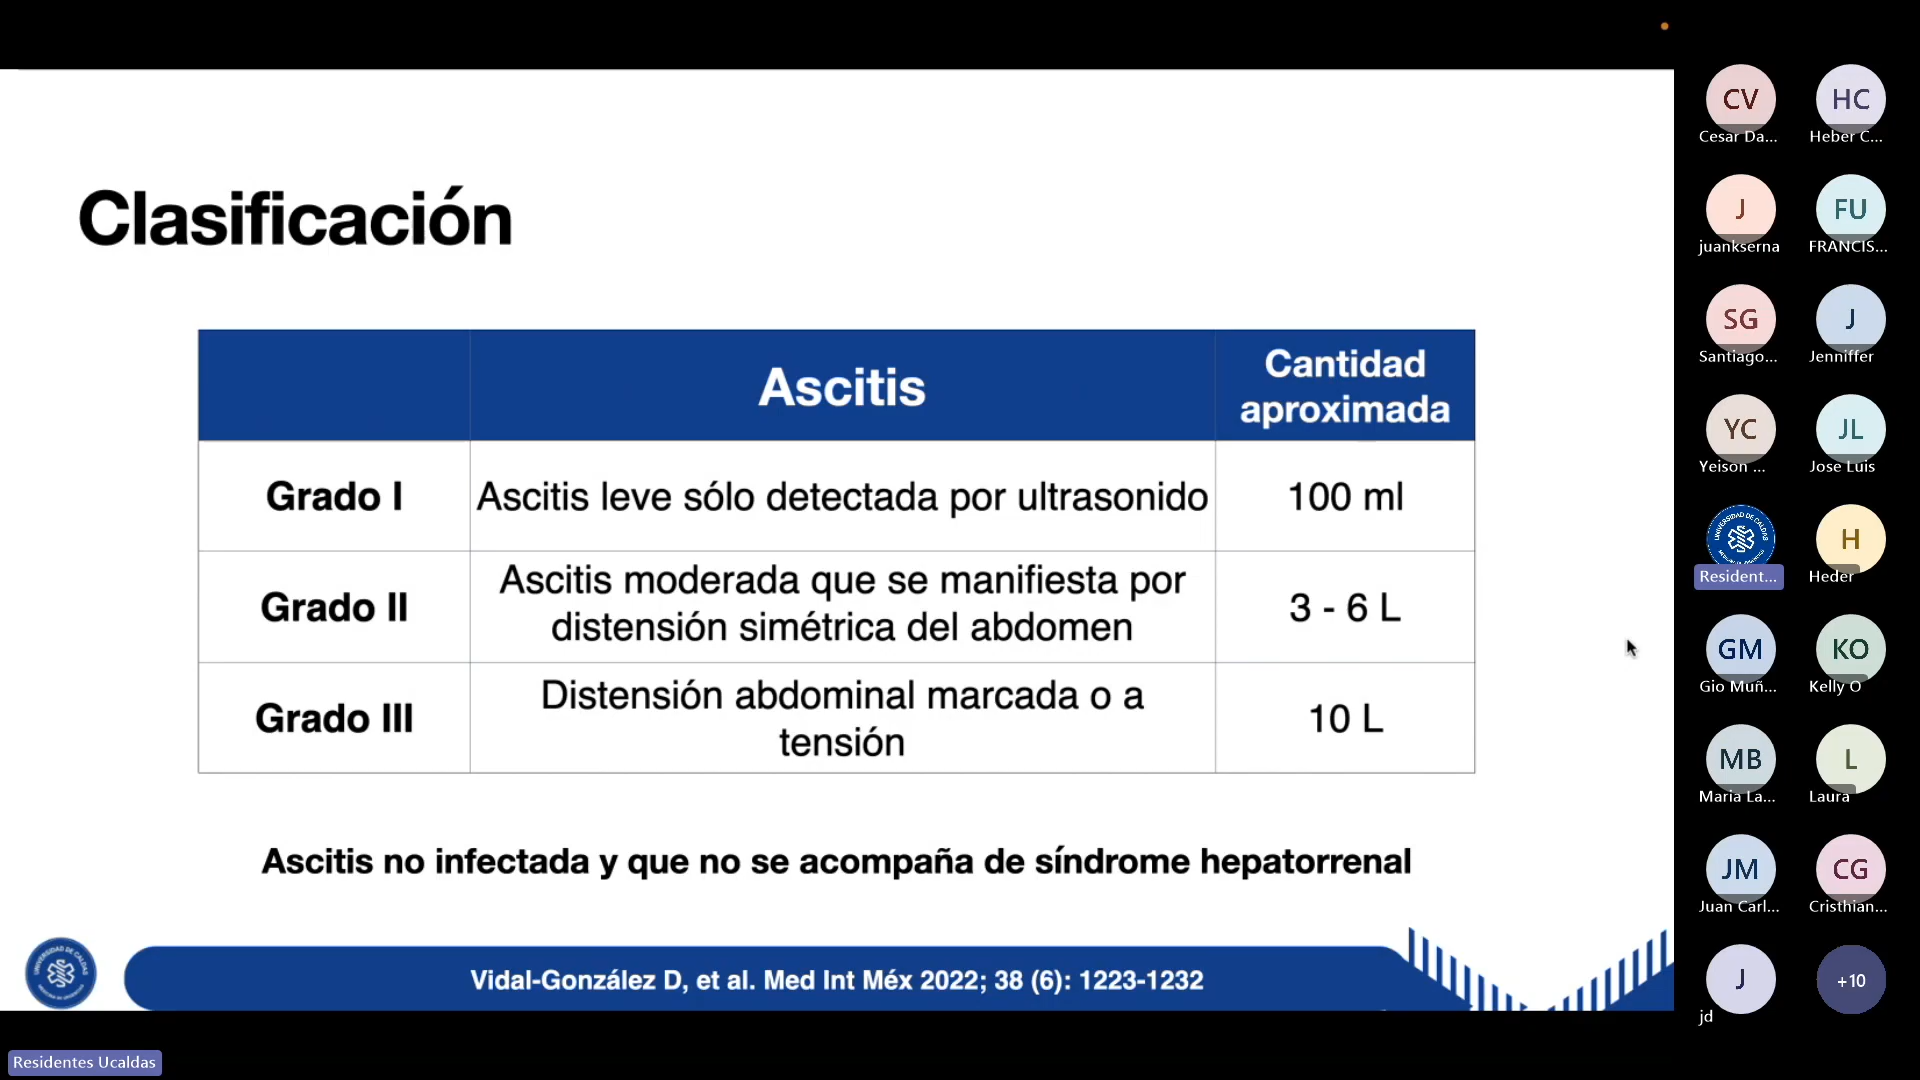 Clasificación
Ascitis
Cantidad
aproximada
Grado I
Ascitis leve sólo detectada por ultrasonido
100 ml
Grado II
Ascitis moderada que se manifiesta por
distensión simétrica del abdomen
3 - 6 L
Grado III
Distensión abdominal marcada o a
tensión
10 L
Ascitis no infectada y que no se acompaña de síndrome hepatorrenal
Vidal-González D, et al. Med Int Méx 2022; 38 (6): 1223-1232
Residentes Ucaldas
CV
Cesar Da...
HC
Heber C...
J
juankserna
FU
FRANCIS...
SG
Santiago...
J
Jenniffer
YC
Yeison ...
JL
Jose Luis
UNIVERSIDAD DE CALDAS
Resident...
H
Heder
GM
Gio Muñ...
KO
Kelly O
MB
Maria La...
L
Laura
JM
Juan Carl...
CG
Cristhian...
J
jd
+10